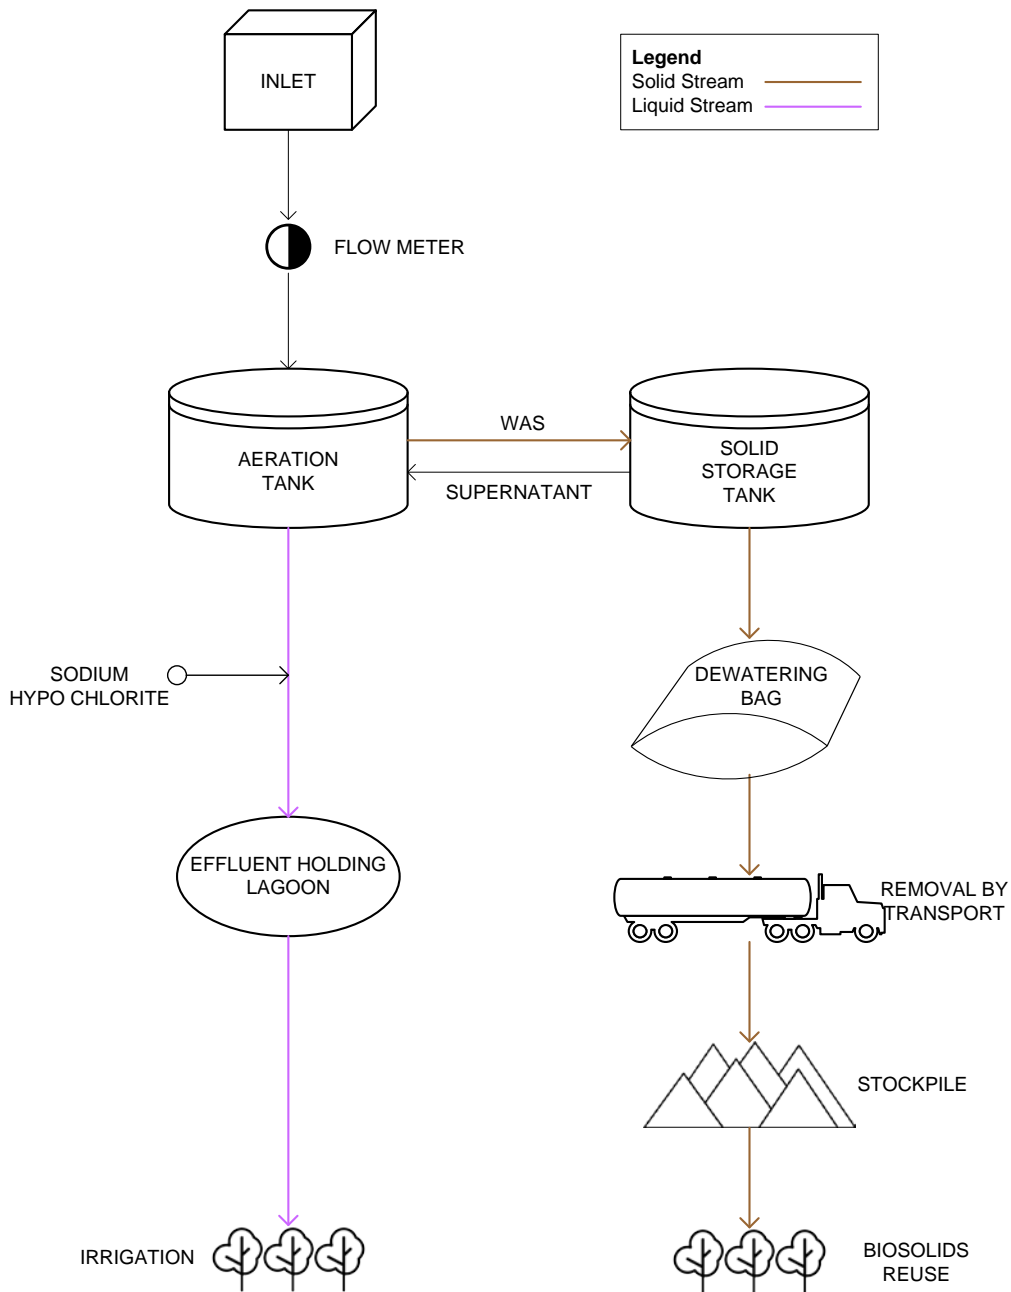 INLET
Legend
Solid Stream
Liquid Stream
FLOW METER
AERATION
TANK
WAS
SUPERNATANT
SOLID
STORAGE
TANK
SODIUM
HYPO CHLORITE
DEWATERING
BAG
EFFLUENT HOLDING
LAGOON
REMOVAL BY
TRANSPORT
STOCKPILE
IRRIGATION
BIOSOLIDS
REUSE